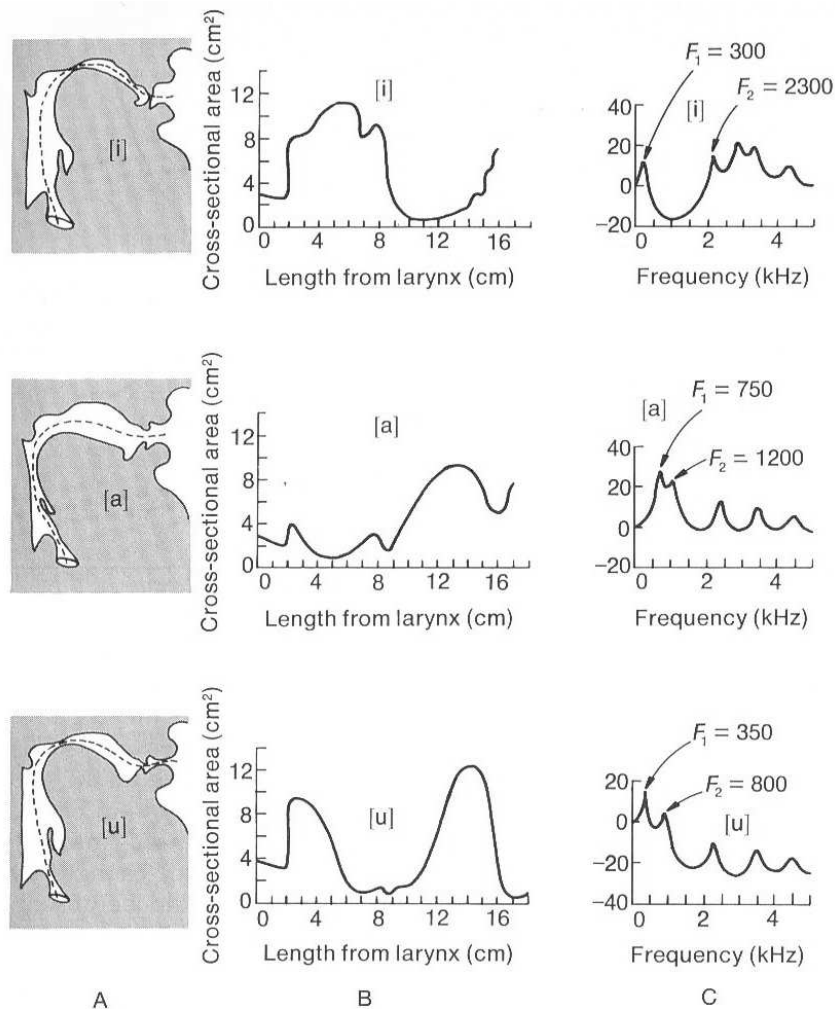 [i]
Cross-sectional area (cm²)
12
8
4
0
[i]
0 4 8 12 16
Length from larynx (cm)
F₁ = 300
[i]
F₂ = 2300
40
20
0
−20
0 2 4
Frequency (kHz)
[a]
Cross-sectional area (cm²)
12
8
4
0
[a]
0 4 8 12 16
Length from larynx (cm)
[a]
F₁ = 750
F₂ = 1200
40
20
0
−20
0 2 4
Frequency (kHz)
[u]
Cross-sectional area (cm²)
12
8
4
0
[u]
0 4 8 12 16
Length from larynx (cm)
F₁ = 350
F₂ = 800
[u]
20
0
−20
−40
0 2 4
Frequency (kHz)
A B C